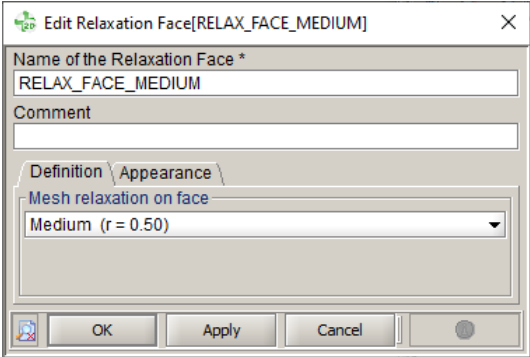 Edit Relaxation Face[RELAX_FACE_MEDIUM]
Name of the Relaxation Face *
RELAX_FACE_MEDIUM
Comment
Definition Appearance
Mesh relaxation on face
Medium (r = 0.50)
OK Apply Cancel